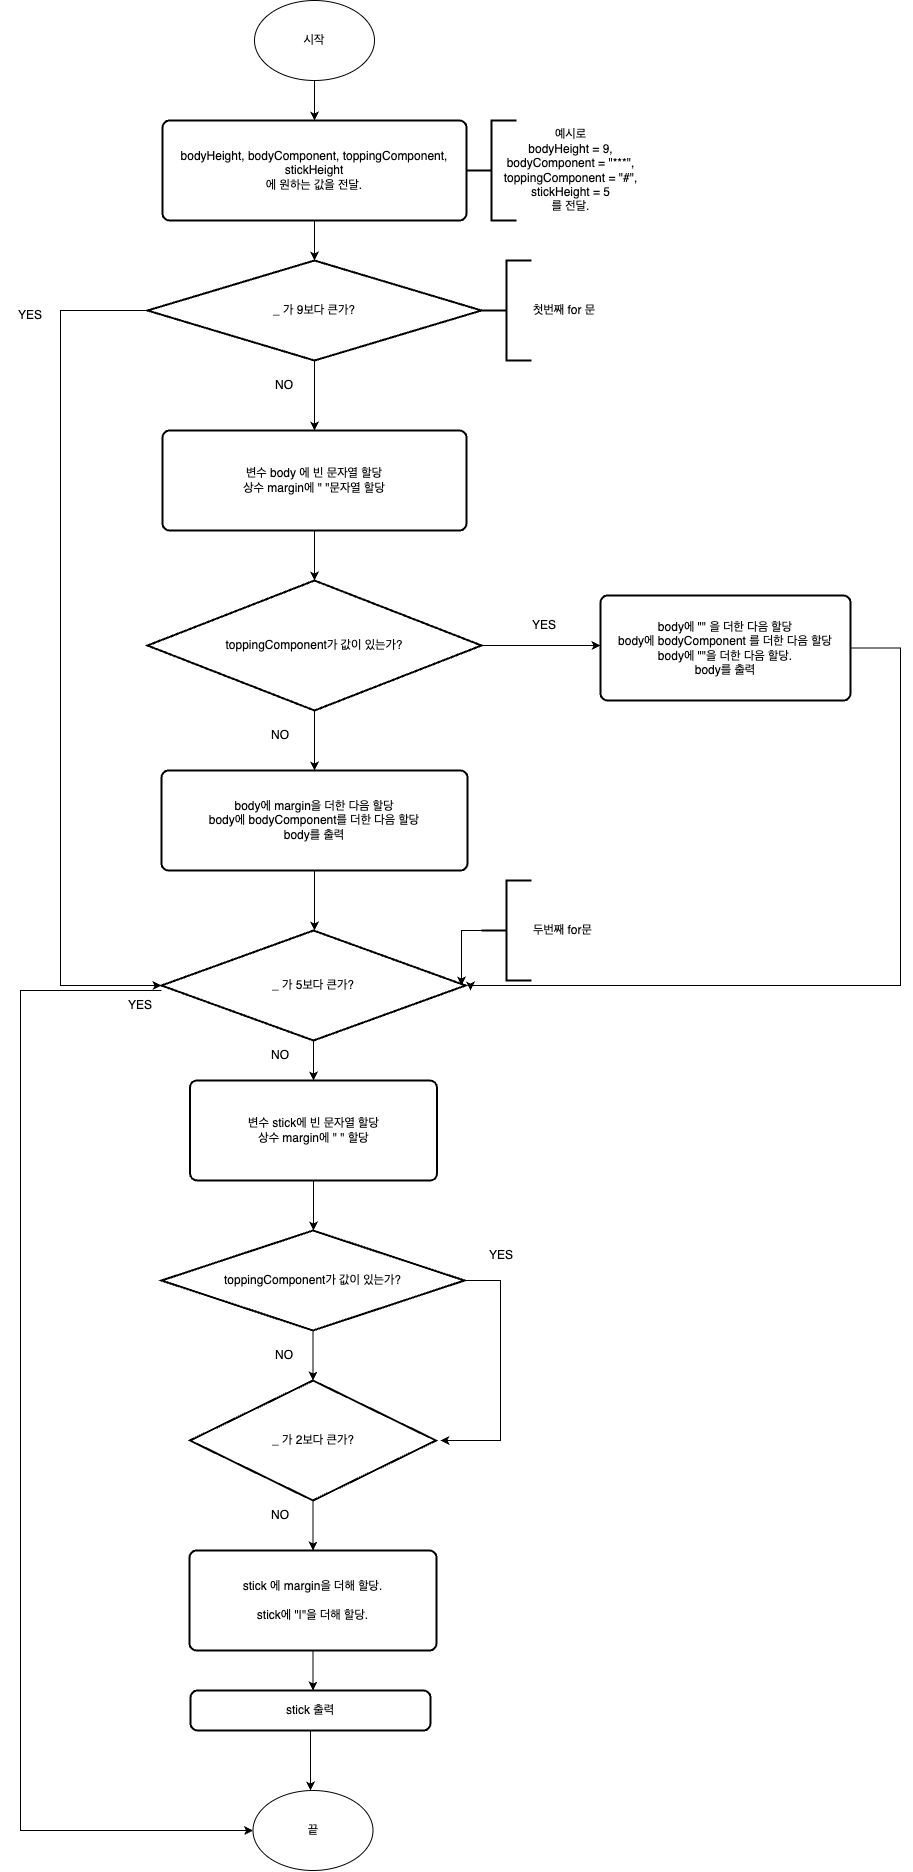 시작
bodyHeight, bodyComponent, toppingComponent,
stickHeight
에 원하는 값을 전달.
예시로
bodyHeight = 9,
bodyComponent = "***",
toppingComponent = "#",
stickHeight = 5
를 전달.
_ 가 9보다 큰가?
첫번째 for 문
YES
NO
변수 body 에 빈 문자열 할당
상수 margin에 " "문자열 할당
toppingComponent가 값이 있는가?
YES
body에 "" 을 더한 다음 할당
body에 bodyComponent 를 더한 다음 할당
body에 ""을 더한 다음 할당.
body를 출력
NO
body에 margin을 더한 다음 할당
body에 bodyComponent를 더한 다음 할당
body를 출력
두번째 for문
_ 가 5보다 큰가?
YES
NO
변수 stick에 빈 문자열 할당
상수 margin에 " " 할당
YES
toppingComponent가 값이 있는가?
NO
_ 가 2보다 큰가?
NO
stick 에 margin을 더해 할당.
stick에 "I"을 더해 할당.
stick 출력
끝